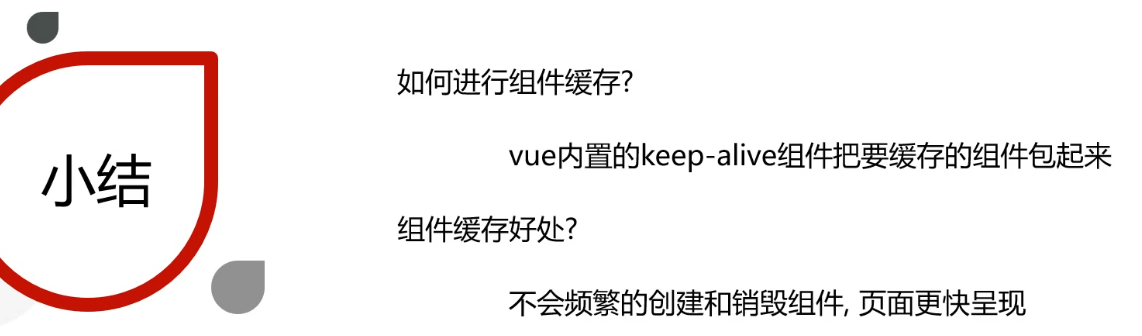 小结
如何进行组件缓存?
vue内置的keep-alive组件把要缓存的组件包起来
组件缓存好处?
不会频繁的创建和销毁组件, 页面更快呈现